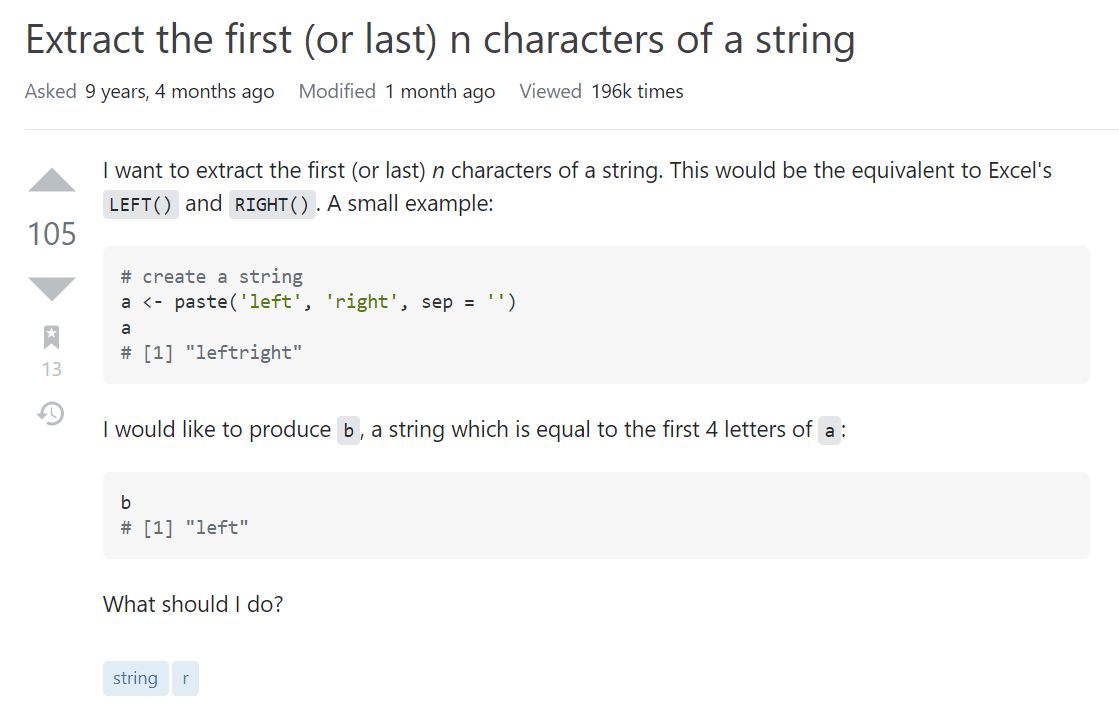 Extract the first (or last) n characters of a string
Asked 9 years, 4 months ago Modified 1 month ago Viewed 196k times
I want to extract the first (or last) n characters of a string. This would be the equivalent to Excel's
LEFT() and RIGHT(). A small example:
105
# create a string
a <- paste('left', 'right', sep = '')
a
# [1] "leftright"
13
I would like to produce b, a string which is equal to the first 4 letters of a:
b
# [1] "left"
What should I do?
string r